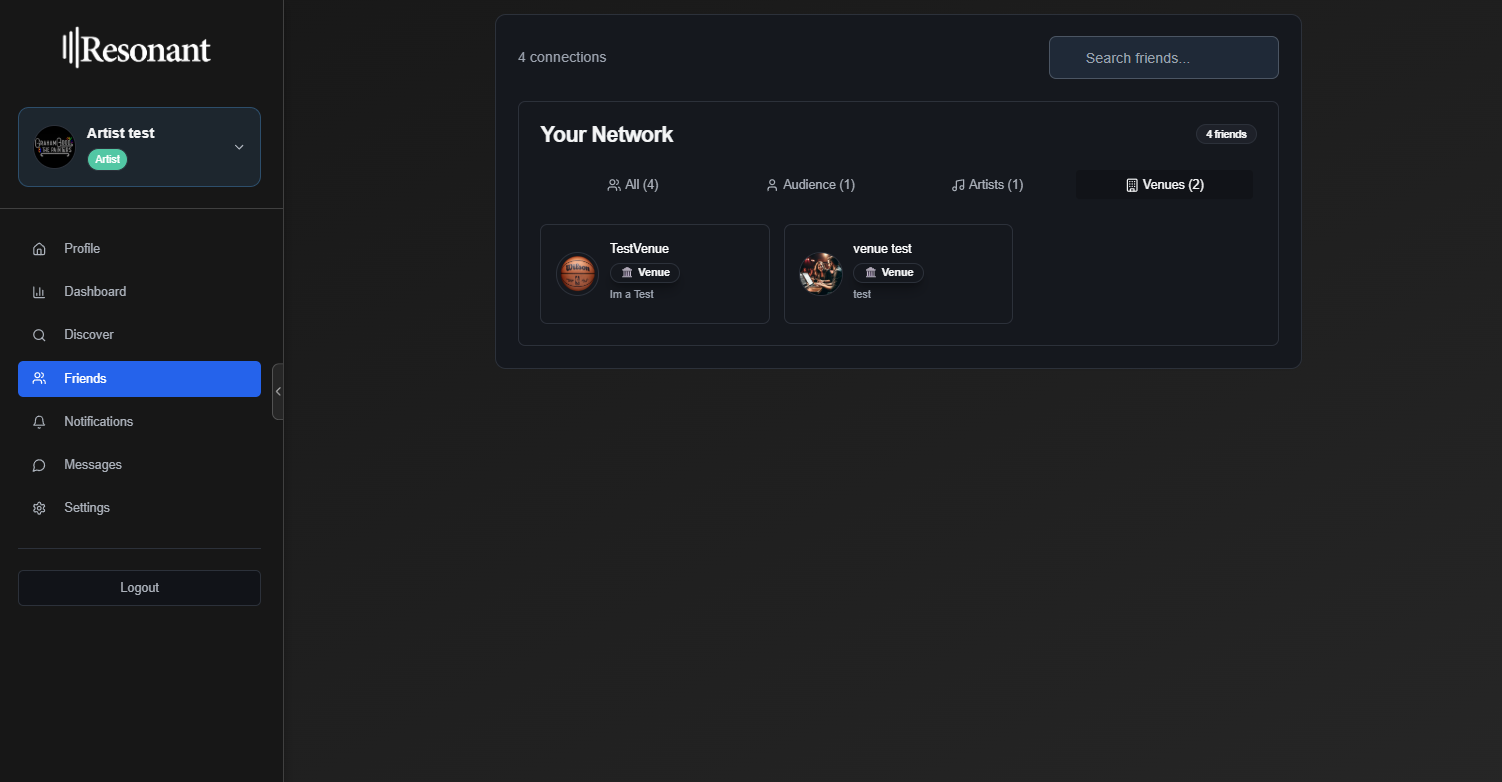 Resonant
Artist test
Artist
Profile
Dashboard
Discover
Friends
Notifications
Messages
Settings
Logout
4 connections
Search friends...
Your Network
4 friends
All (4)
Audience (1)
Artists (1)
Venues (2)
TestVenue
Venue
Im a Test
venue test
Venue
test
Wilson